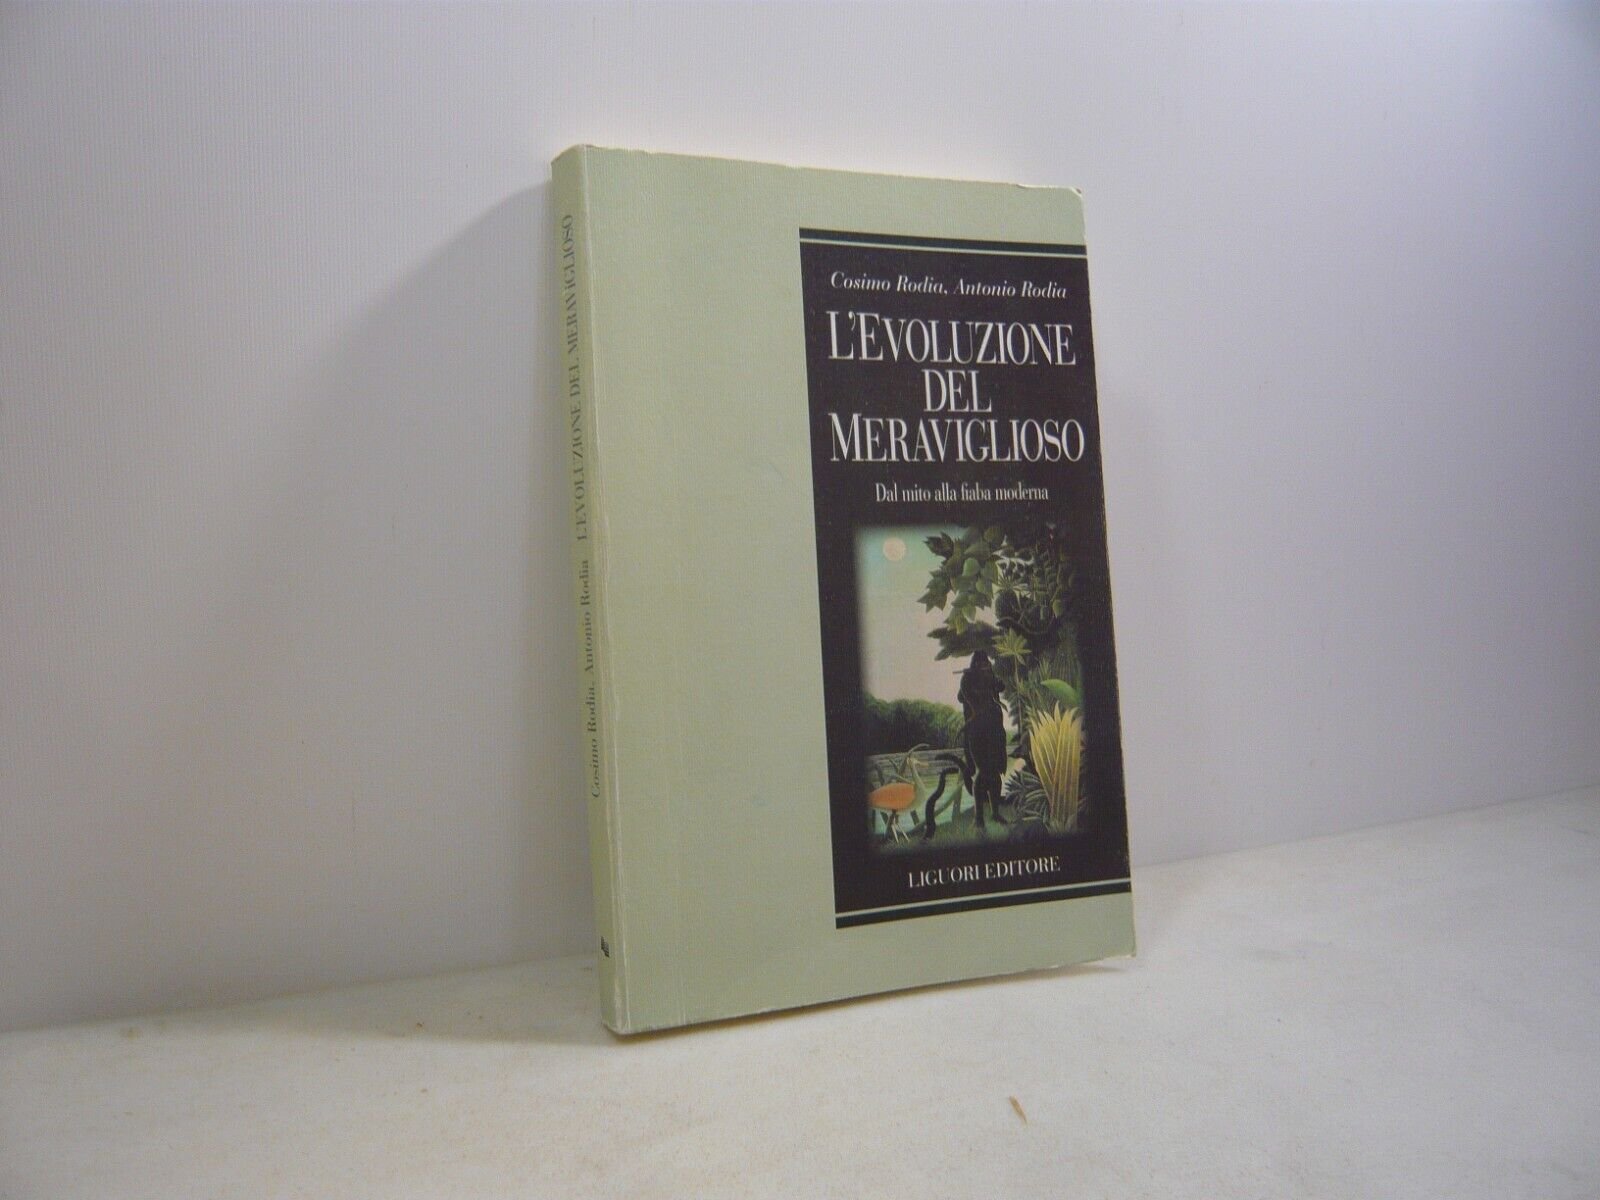 Cosimo Rodia, Antonio Rodia
L'EVOLUZIONE
DEL
MERAVIGLIOSO
Dal mito alla fiaba moderna
LIGUORI EDITORE
Cosimo Rodia, Antonio Rodia L'EVOLUZIONE DEL MERAVIGLIOSO